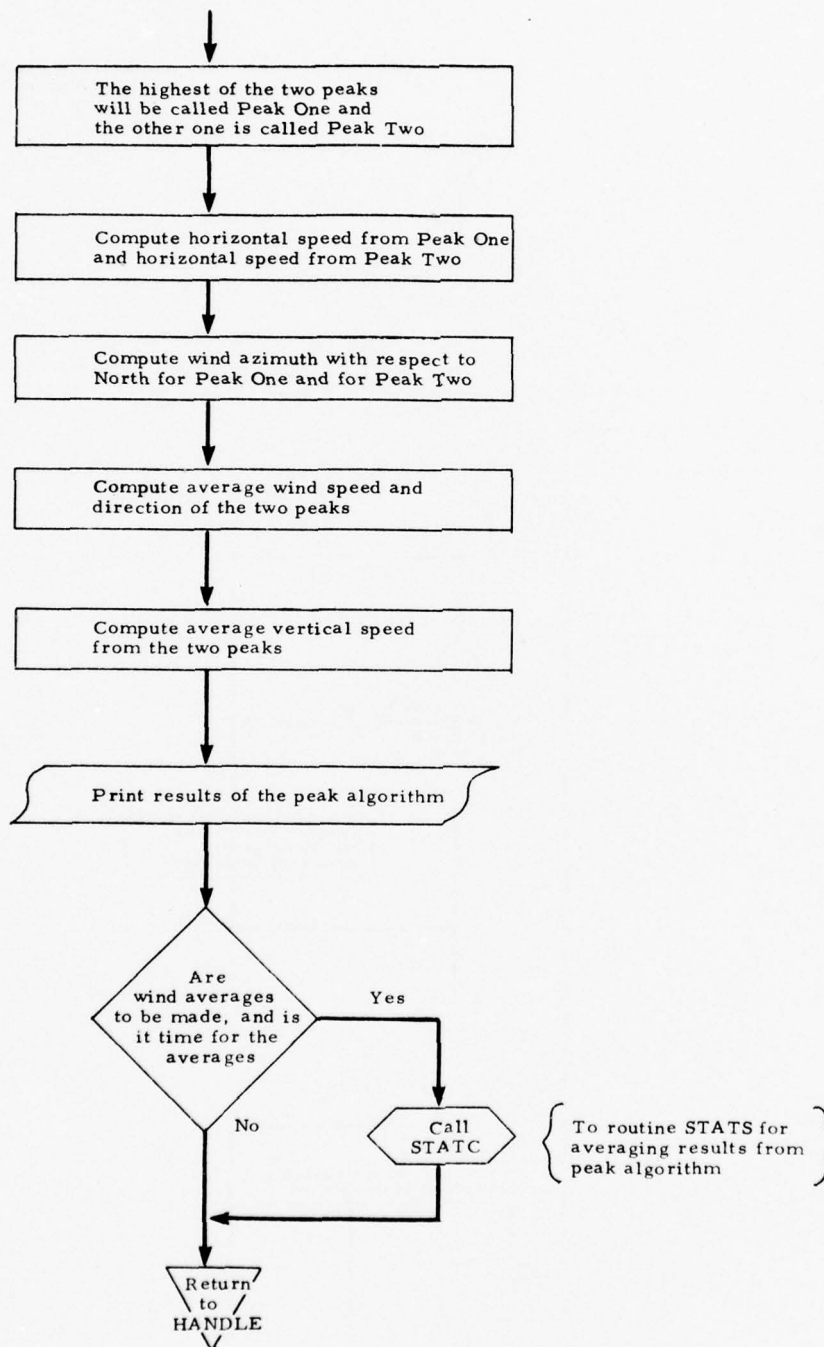 The highest of the two peaks
will be called Peak One and
the other one is called Peak Two
Compute horizontal speed from Peak One
and horizontal speed from Peak Two
Compute wind azimuth with respect to
North for Peak One and for Peak Two
Compute average wind speed and
direction of the two peaks
Compute average vertical speed
from the two peaks
Print results of the peak algorithm
Are
wind averages
to be made, and is
it time for the
averages
Yes
No
Call
STATC
To routine STATS for
averaging results from
peak algorithm
Return
to
HANDLE